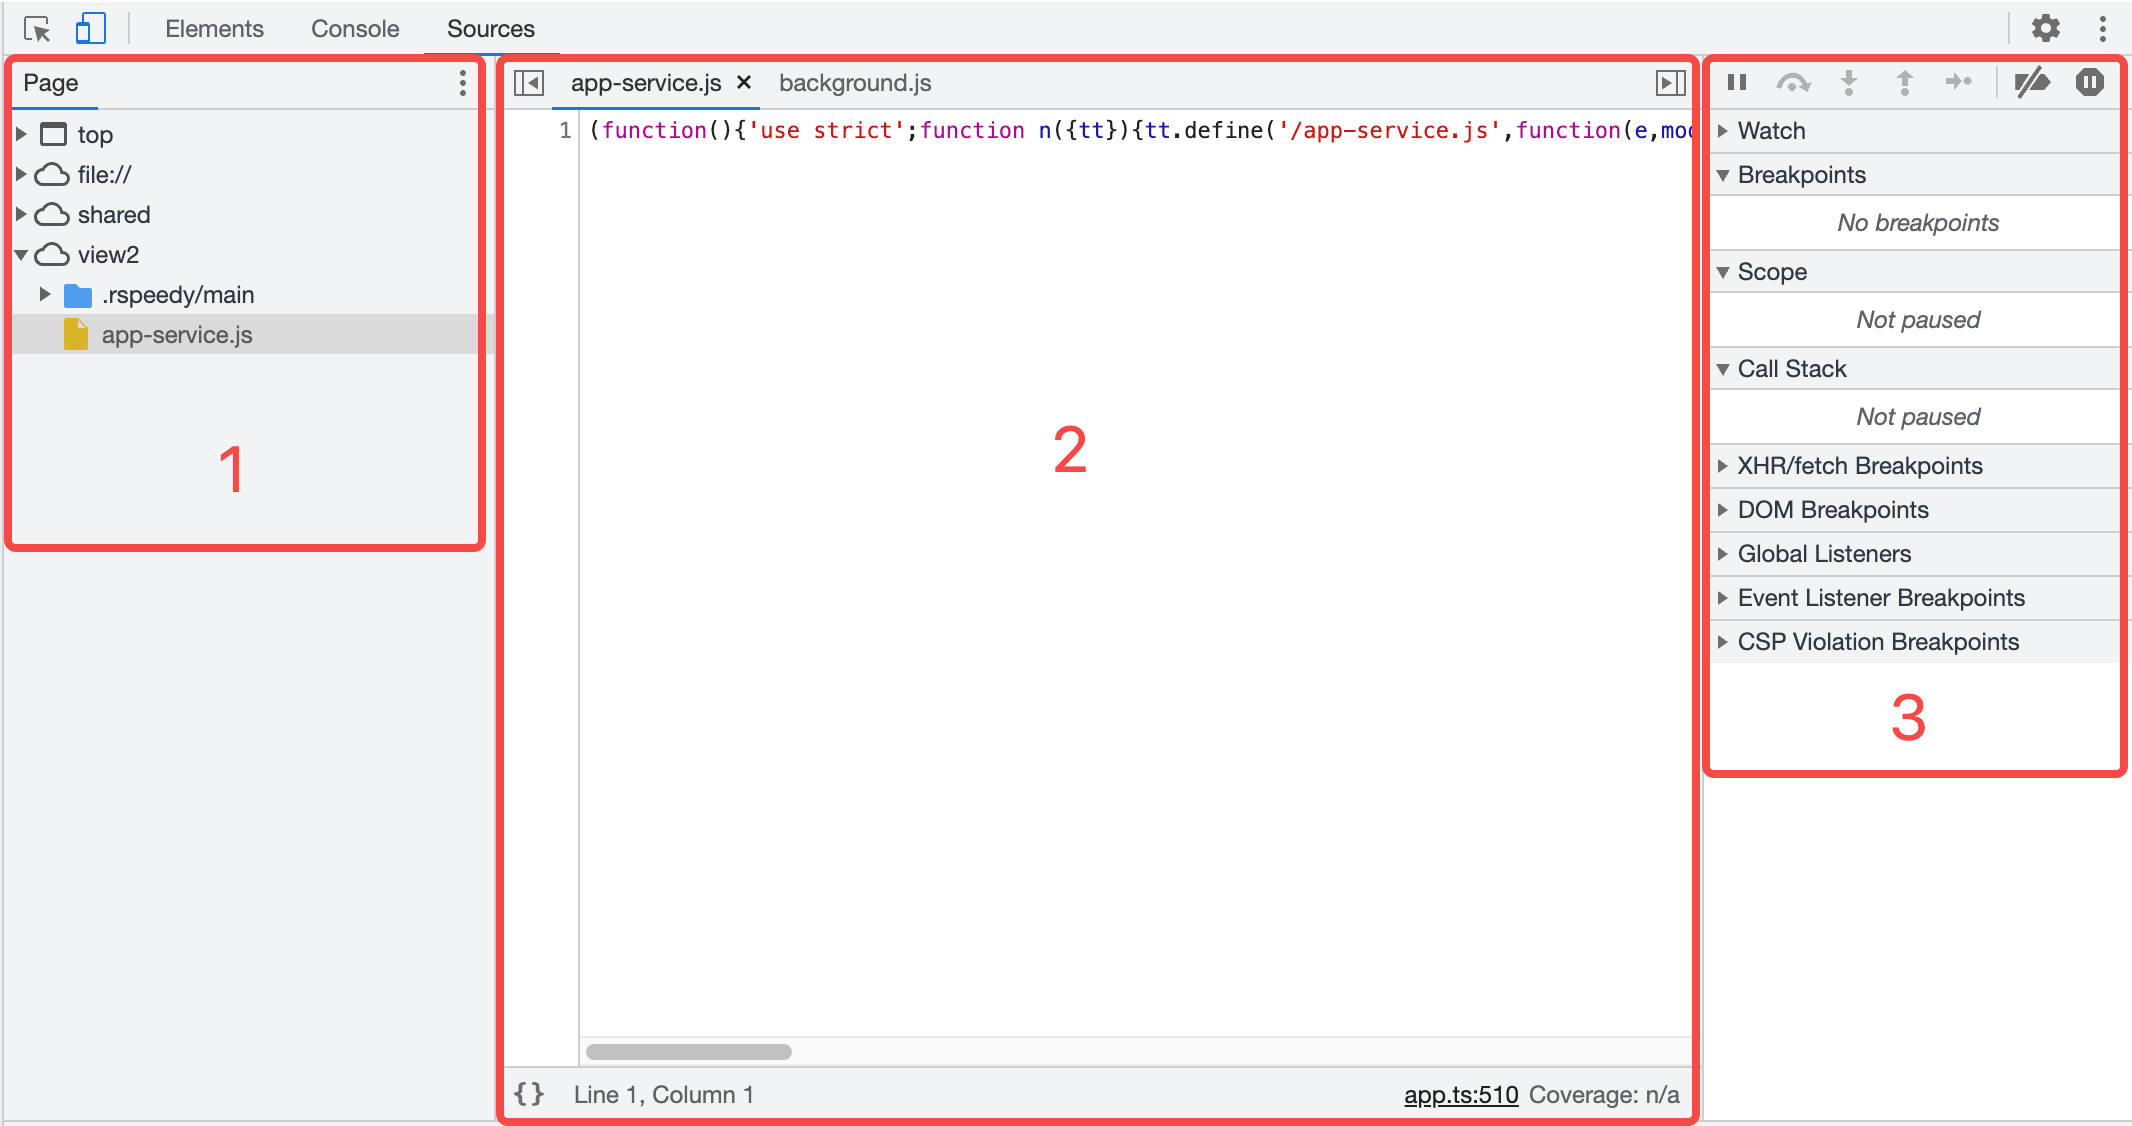 Elements Console Sources
Page
top
file://
shared
view2
.rspeedy/main
app-service.js
1
app-service.js × background.js
1 (function(){'use strict';function n({tt}){tt.define('/app-service.js',function(e,mod
2
{} Line 1, Column 1 app.ts:510 Coverage: n/a
Watch
Breakpoints
No breakpoints
Scope
Not paused
Call Stack
Not paused
XHR/fetch Breakpoints
DOM Breakpoints
Global Listeners
Event Listener Breakpoints
CSP Violation Breakpoints
3